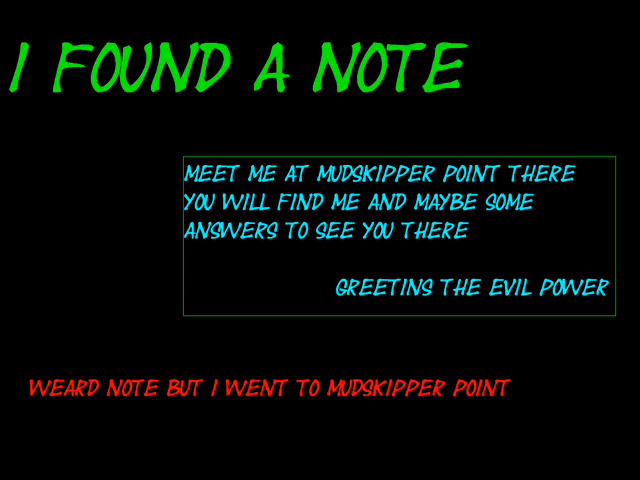 I FOUND A NOTE
MEET ME AT MUDSKIPPER POINT THERE
YOU WILL FIND ME AND MAYBE SOME
ANSWERS TO SEE YOU THERE
GREETINS THE EVIL POWER
WEARD NOTE BUT I WENT TO MUDSKIPPER POINT